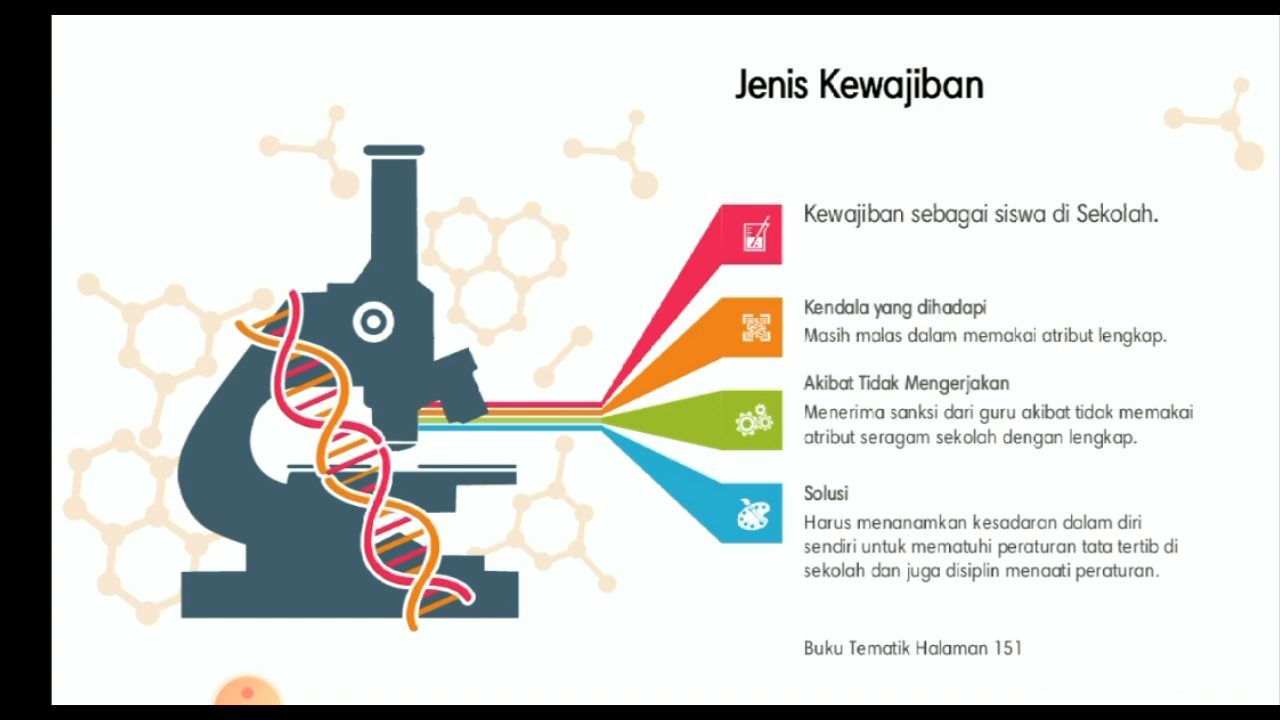 Jenis Kewajiban
Kewajiban sebagai siswa di Sekolah.
Kendala yang dihadapi
Masih malas dalam memakai atribut lengkap.
Akibat Tidak Mengerjakan
Menerima sanksi dari guru akibat tidak memakai
atribut seragam sekolah dengan lengkap.
Solusi
Harus menanamkan kesadaran dalam diri
sendiri untuk mematuhi peraturan tata tertib di
sekolah dan juga disiplin menaati peraturan.
Buku Tematik Halaman 151